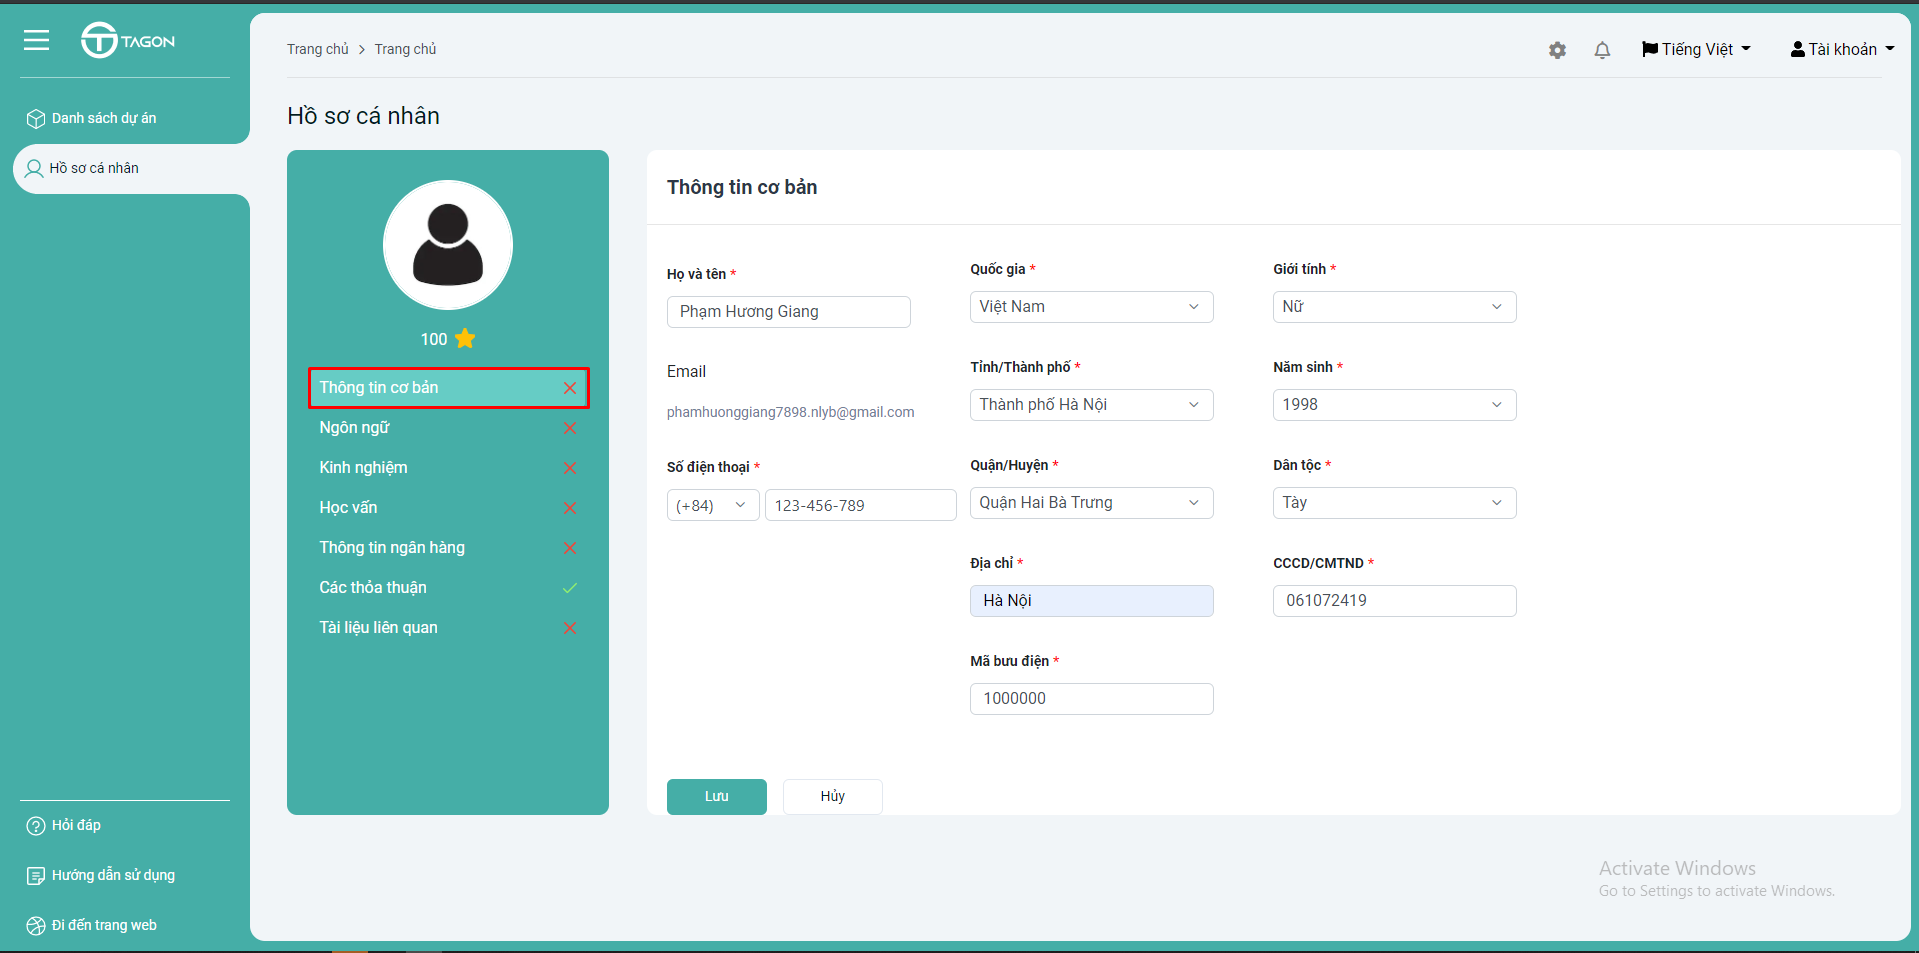 TAGON
Danh sách dự án
Hồ sơ cá nhân
Hỏi đáp
Hướng dẫn sử dụng
Đi đến trang web
Trang chủ > Trang chủ
Tiếng Việt
Tài khoản
Hồ sơ cá nhân
100
Thông tin cơ bản
Ngôn ngữ
Kinh nghiệm
Học vấn
Thông tin ngân hàng
Các thỏa thuận
Tài liệu liên quan
Thông tin cơ bản
Họ và tên *
Phạm Hương Giang
Email
phamhuonggiang7898.nlyb@gmail.com
Số điện thoại *
(+84) 123-456-789
Quốc gia *
Việt Nam
Tỉnh/Thành phố *
Thành phố Hà Nội
Quận/Huyện *
Quận Hai Bà Trưng
Địa chỉ *
Hà Nội
Mã bưu điện *
1000000
Giới tính *
Nữ
Năm sinh *
1998
Dân tộc *
Tày
CCCD/CMTND *
061072419
Lưu
Hủy
Activate Windows
Go to Settings to activate Windows.